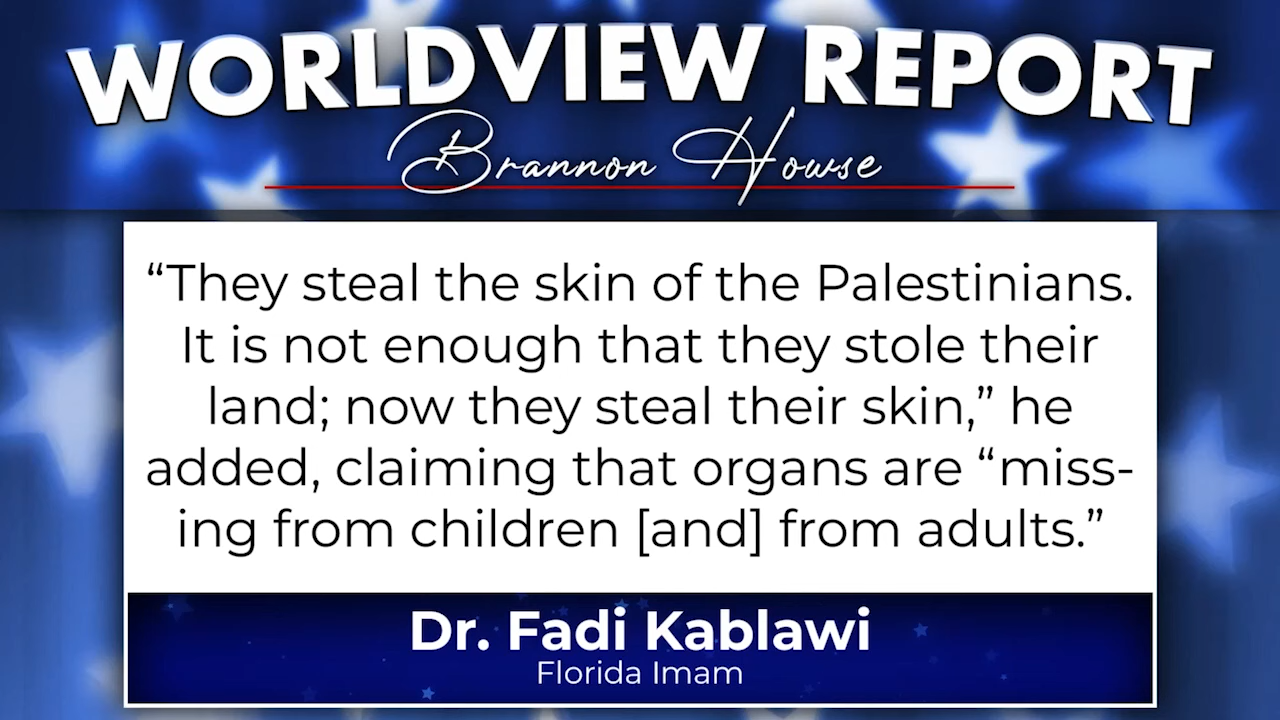 WORLDVIEW REPORT
Brannon Howse
“They steal the skin of the Palestinians.
It is not enough that they stole their
land; now they steal their skin,” he
added, claiming that organs are “miss-
ing from children [and] from adults.”
Dr. Fadi Kablawi
Florida Imam